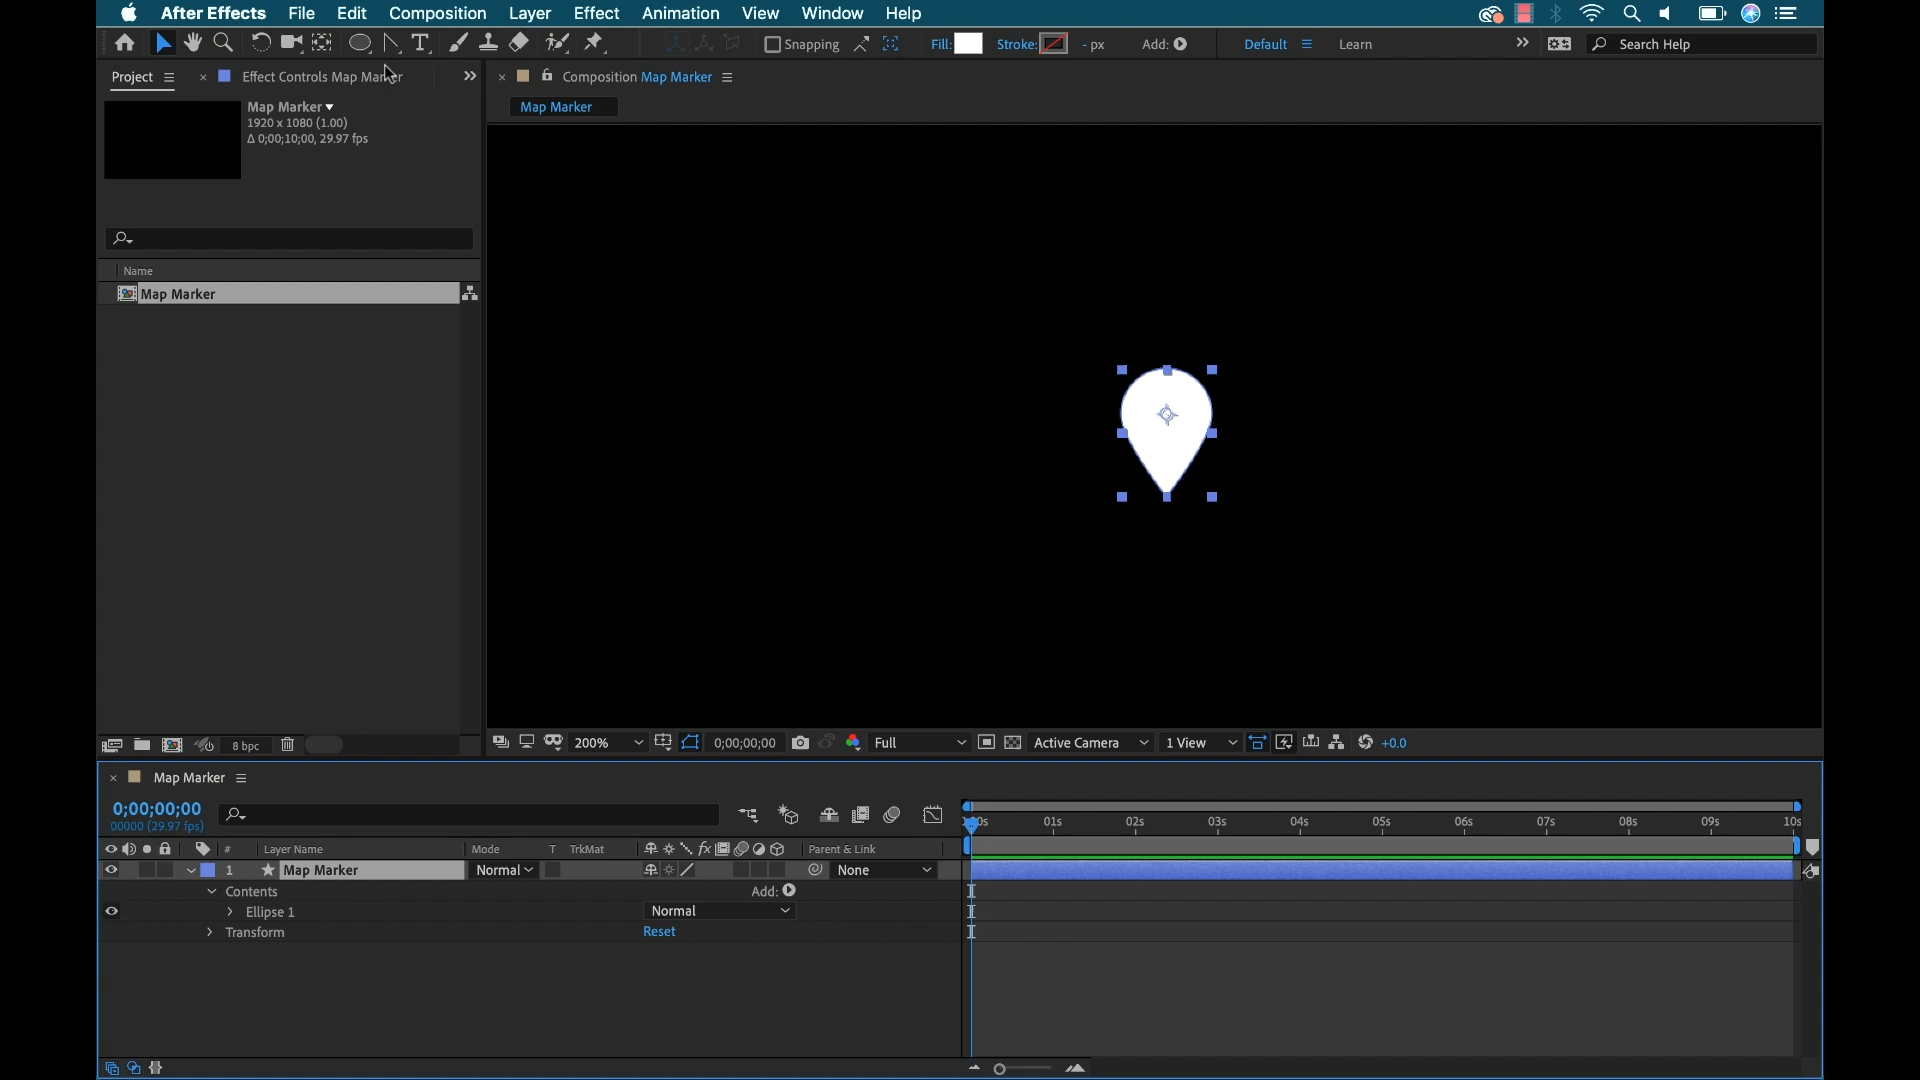 After Effects File Edit Composition Layer Effect Animation View Window Help
Snapping Fill: Stroke: - px Add: Default Learn Search Help
Project Effect Controls Map Marker Composition Map Marker
Map Marker
Map Marker
1920 x 1080 (1.00)
Δ 0;00;10;00, 29.97 fps
Name
Map Marker
8 bpc 200% 0;00;00;00 Full Active Camera 1 View +0.0
Map Marker
0;00;00;00
00000 (29.97 fps)
01s 02s 03s 04s 05s 06s 07s 08s 09s 10s
# Layer Name Mode T TrkMat fx Parent & Link
1 Map Marker Normal None
Contents Add:
Ellipse 1 Normal
Transform Reset